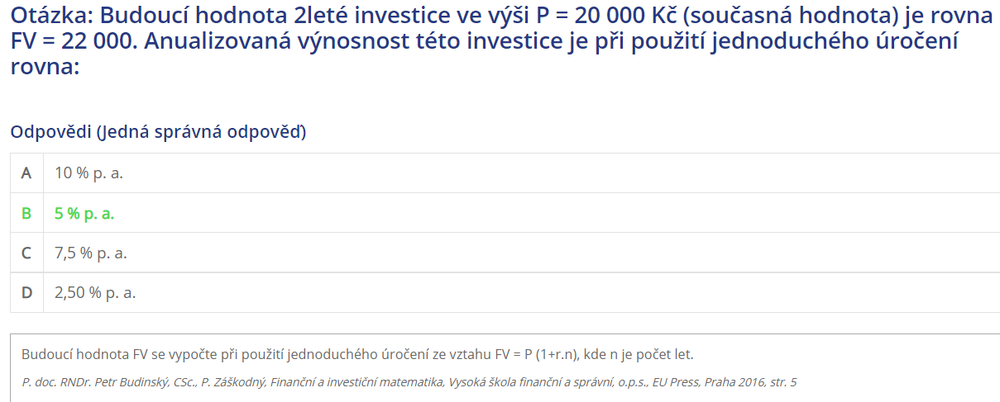 Otázka: Budoucí hodnota 2leté investice ve výši P = 20 000 Kč (současná hodnota) je rovna
FV = 22 000. Anualizovaná výnosnost této investice je při použití jednoduchého úročení
rovna:
Odpovědi (Jedná správná odpověď)
A 10 % p. a.
B 5 % p. a.
C 7,5 % p. a.
D 2,50 % p. a.
Budoucí hodnota FV se vypočte při použití jednoduchého úročení ze vztahu FV = P (1+r.n), kde n je počet let.
P. doc. RNDr. Petr Budinský, CSc., P. Záškodný, Finanční a investiční matematika, Vysoká škola finanční a správní, o.p.s., EU Press, Praha 2016, str. 5